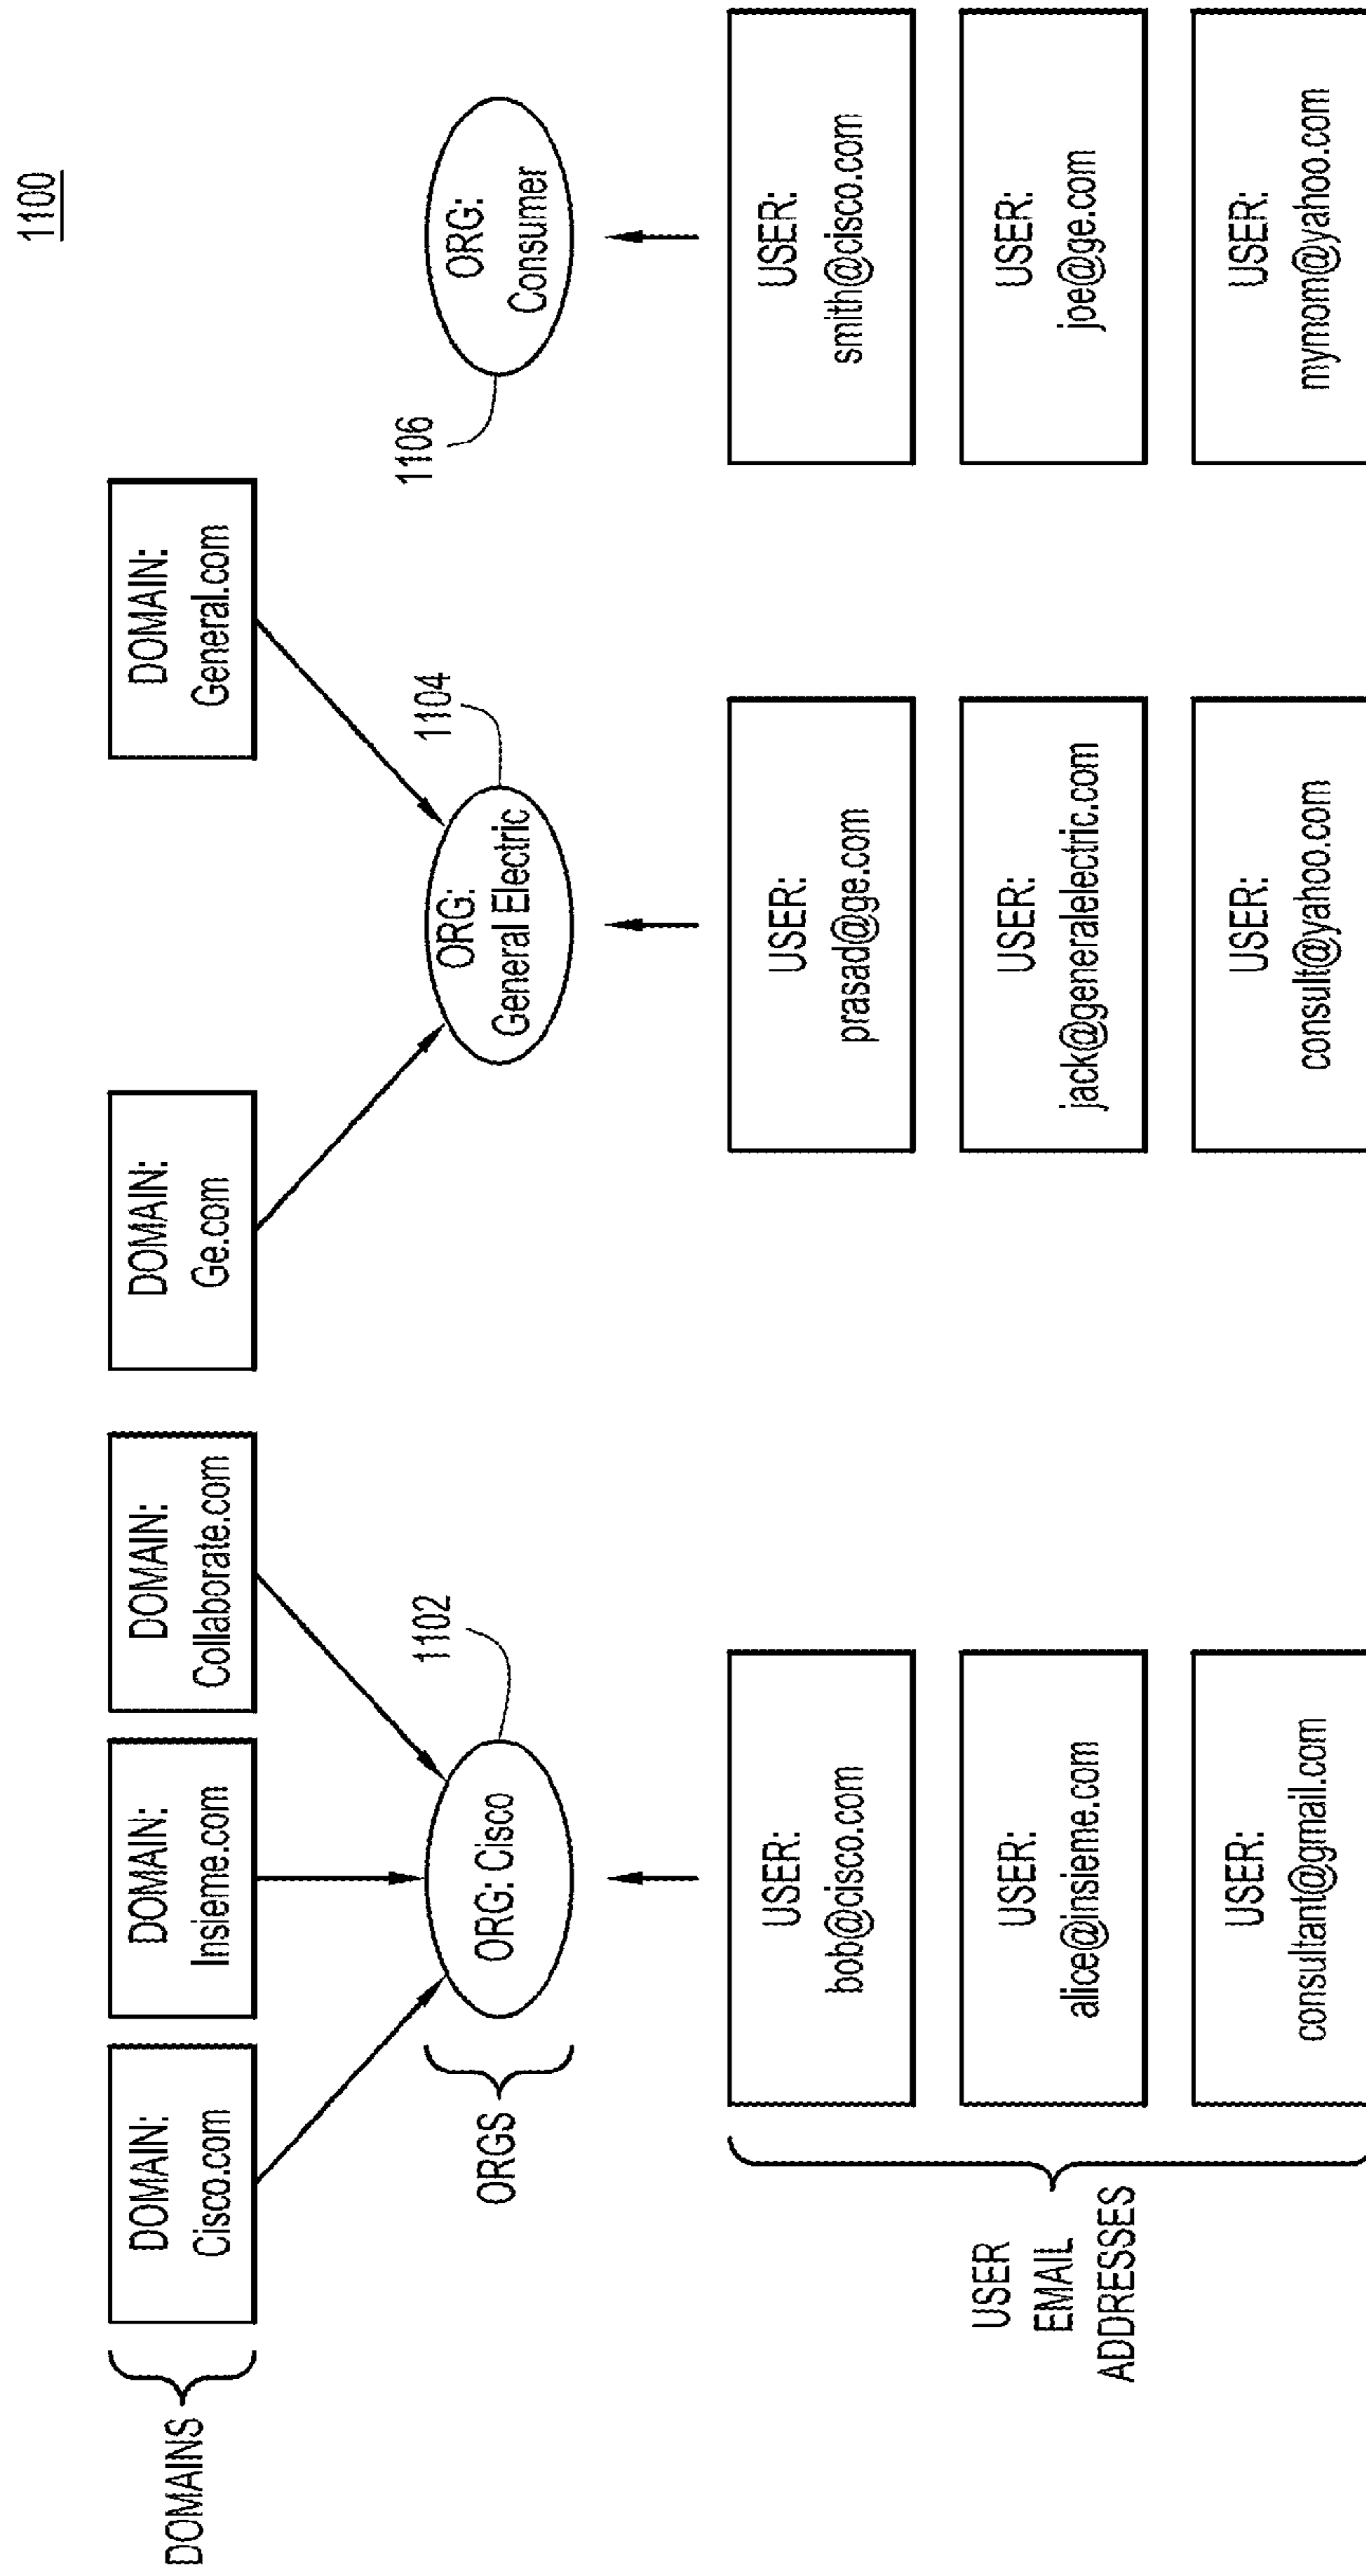 1100
DOMAINS
DOMAIN:
Cisco.com
DOMAIN:
Insieme.com
DOMAIN:
Collaborate.com
DOMAIN:
Ge.com
DOMAIN:
General.com
ORGS
ORG: Cisco
1102
ORG:
General Electric
1104
ORG:
Consumer
1106
USER
EMAIL
ADDRESSES
USER:
bob@cisco.com
USER:
prasad@ge.com
USER:
smith@cisco.com
USER:
alice@insieme.com
USER:
jack@generalelectric.com
USER:
joe@ge.com
USER:
consultant@gmail.com
USER:
consult@yahoo.com
USER:
mymom@yahoo.com